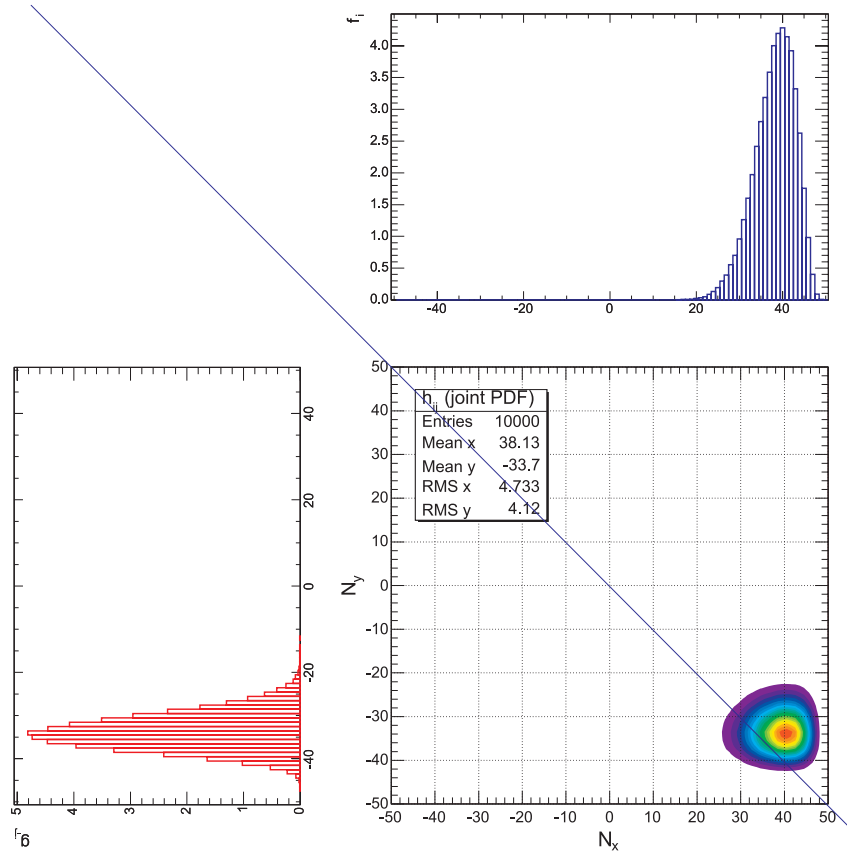 f_i
4.0
3.5
3.0
2.5
2.0
1.5
1.0
0.5
0.0
-40 -20 0 20 40
h_ij (joint PDF)
Entries 10000
Mean x 38.13
Mean y -33.7
RMS x 4.733
RMS y 4.12
50
40
30
20
10
0
-10
-20
-30
-40
-50
N_y
-50 -40 -30 -20 -10 0 10 20 30 40 50
N_x
40
20
0
-20
-40
5 4 3 2 1 0
g_j